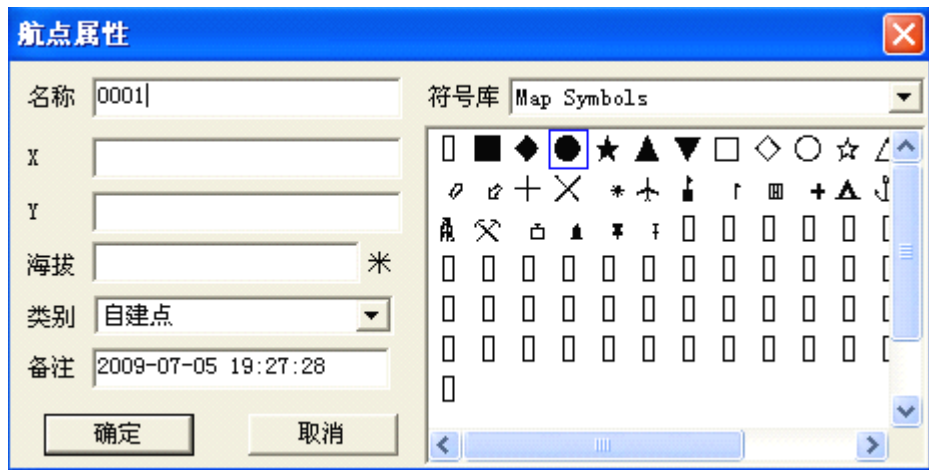 航点属性
名称 0001
符号库 Map Symbols
X
Y
海拔 米
类别 自建点
备注 2009-07-05 19:27:28
确定 取消